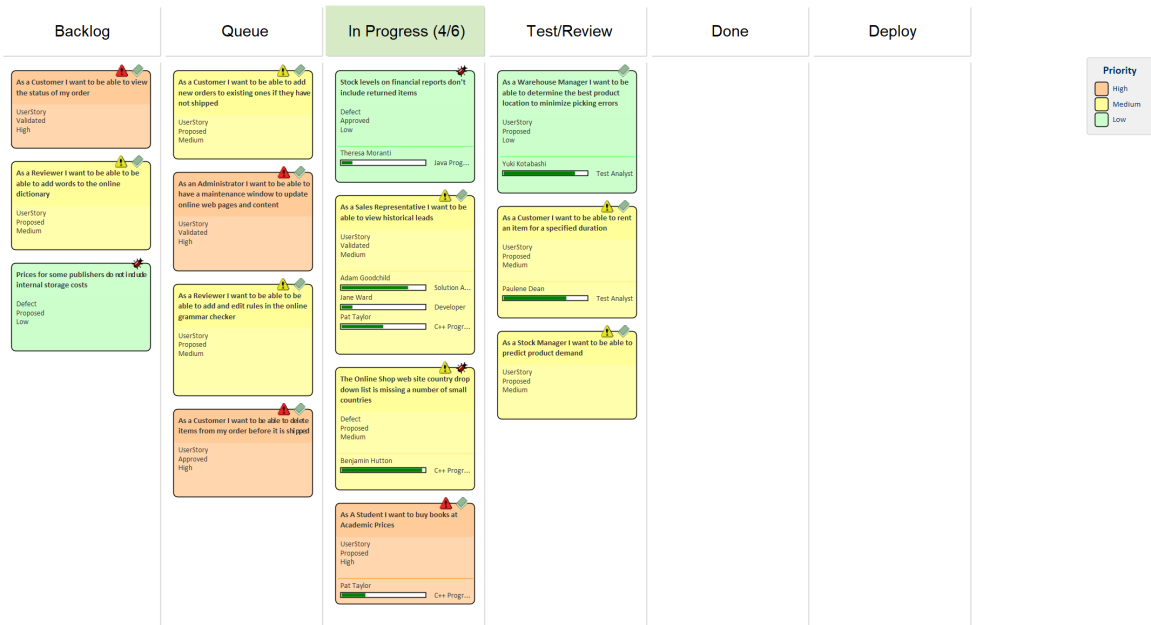 Backlog
Queue
In Progress (4/6)
Test/Review
Done
Deploy
As a Customer I want to be able to view
the status of my order
UserStory
Validated
High
As a Reviewer I want to be able to be
able to add words to the online
dictionary
UserStory
Proposed
Medium
Prices for some publishers do not include
internal storage costs
Defect
Proposed
Low
As a Customer I want to be able to add
new orders to existing ones if they have
not shipped
UserStory
Proposed
Medium
As an Administrator I want to be able to
have a maintenance window to update
online web pages and content
UserStory
Validated
High
As a Reviewer I want to be able to be
able to add and edit rules in the online
grammar checker
UserStory
Proposed
Medium
As a Customer I want to be able to delete
items from my order before it is shipped
UserStory
Approved
High
Stock levels on financial reports don't
include returned items
Defect
Approved
Low
Theresa Moranti
Java Prog...
As a Sales Representative I want to be
able to view historical leads
UserStory
Validated
Medium
Adam Goodchild
Solution A...
Jane Ward
Developer
Pat Taylor
C++ Progr...
The Online Shop web site country drop
down list is missing a number of small
countries
Defect
Proposed
Medium
Benjamin Hutton
C++ Progr...
As A Student I want to buy books at
Academic Prices
UserStory
Proposed
High
Pat Taylor
C++ Progr...
As a Warehouse Manager I want to be
able to determine the best product
location to minimize picking errors
UserStory
Proposed
Low
Yuki Kotabashi
Test Analyst
As a Customer I want to be able to rent
an item for a specified duration
UserStory
Proposed
Medium
Paulene Dean
Test Analyst
As a Stock Manager I want to be able to
predict product demand
UserStory
Proposed
Medium
Priority
High
Medium
Low